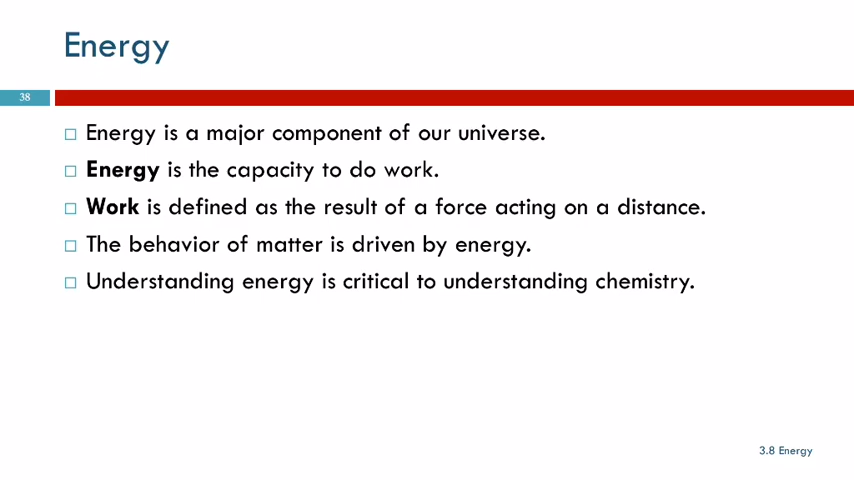 Energy
38
Energy is a major component of our universe.
Energy is the capacity to do work.
Work is defined as the result of a force acting on a distance.
The behavior of matter is driven by energy.
Understanding energy is critical to understanding chemistry.
3.8 Energy